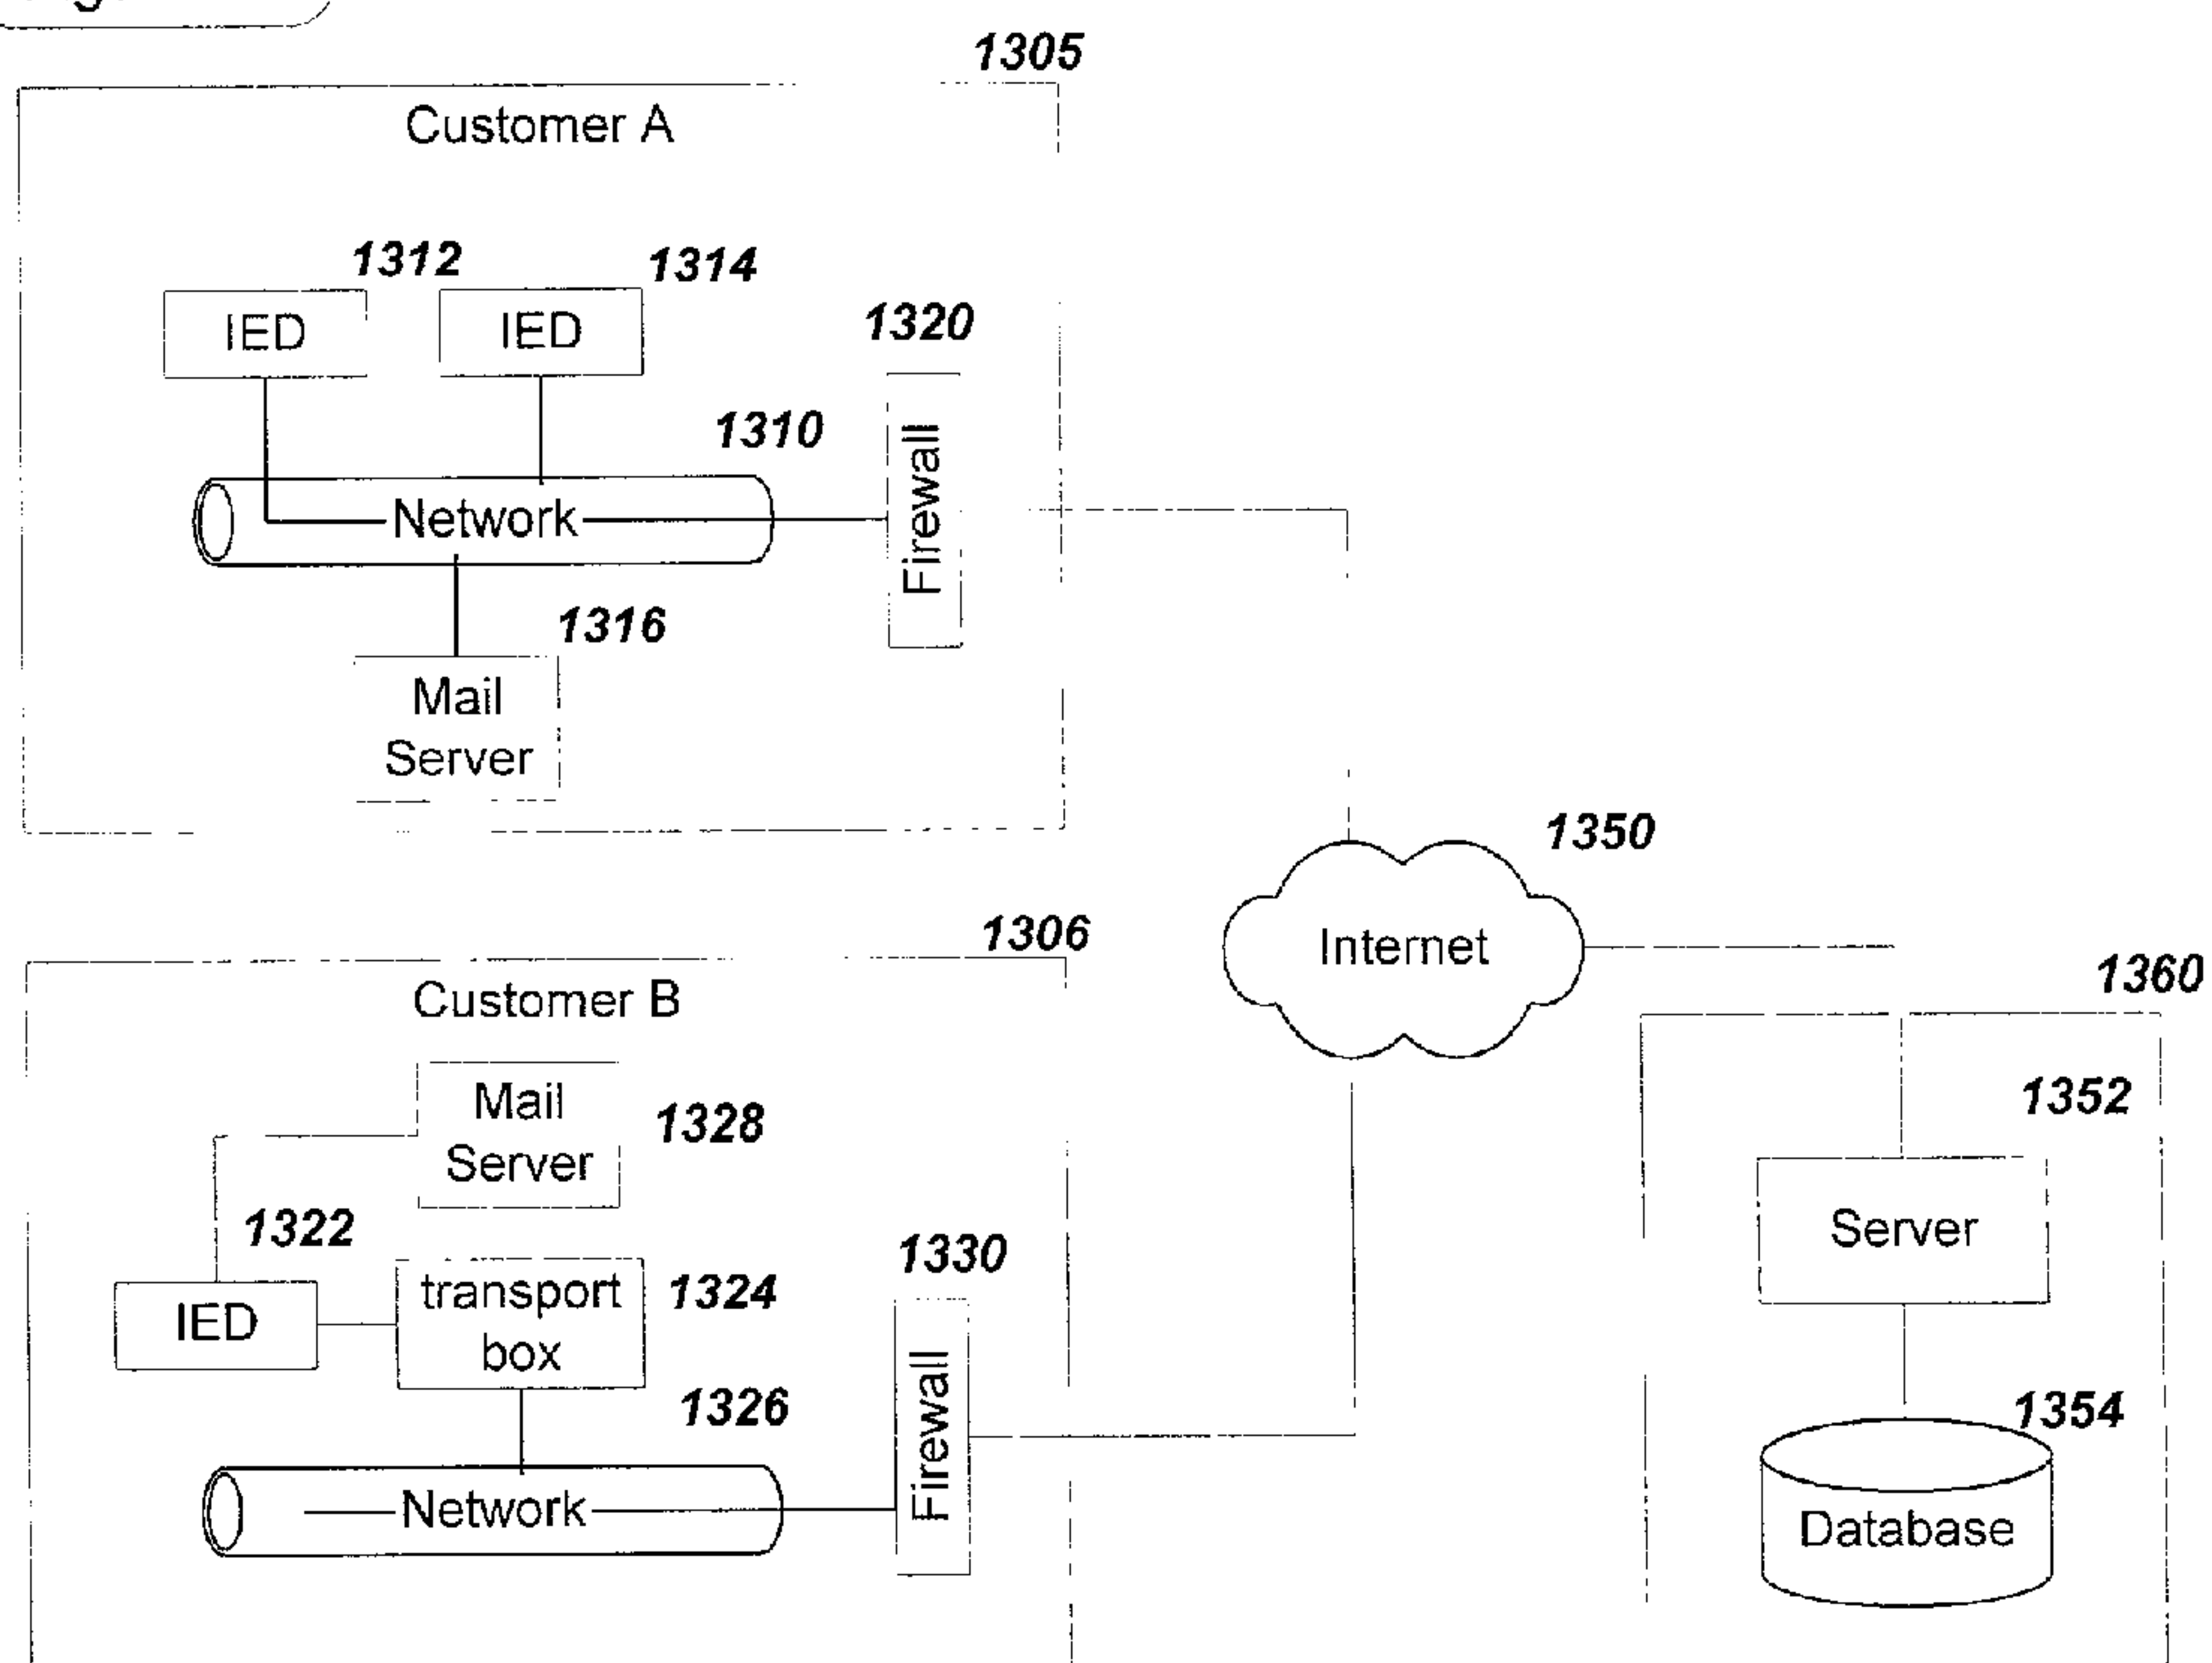 1305
Customer A
1312
1314
IED
IED
1320
1310
Firewall
Network
1316
Mail
Server
1350
Internet
1306
Customer B
1360
Mail
Server
1328
1352
Server
1322
1330
IED
transport
box
1324
1326
Firewall
1354
Network
Database